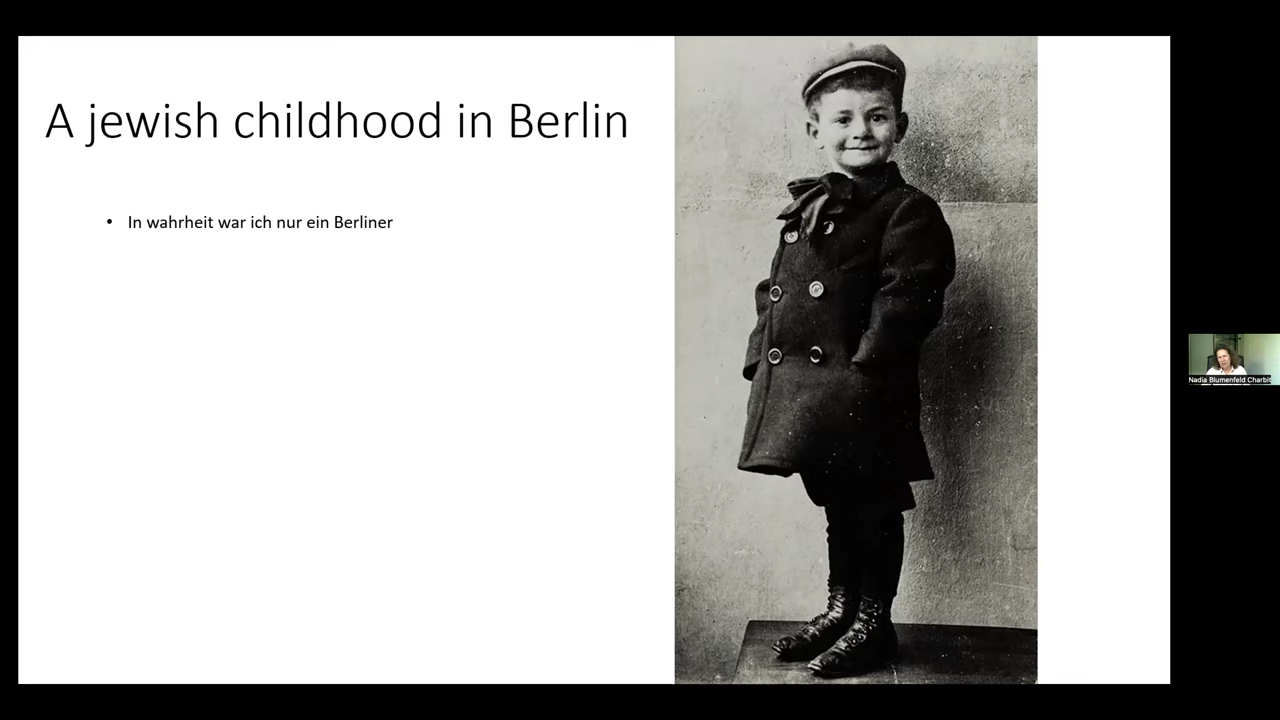 A jewish childhood in Berlin
• In wahrheit war ich nur ein Berliner
Nadia Blumenfeld Charbit